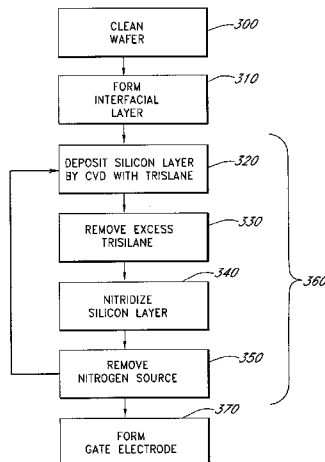 CLEAN
WAFER
300
FORM
INTERFACIAL
LAYER
310
DEPOSIT SILICON LAYER
BY CVD WITH TRISLANE
320
REMOVE EXCESS
TRISILANE
330
NITRIDIZE
SILICON LAYER
340
REMOVE
NITROGEN SOURCE
350
360
FORM
GATE ELECTRODE
370